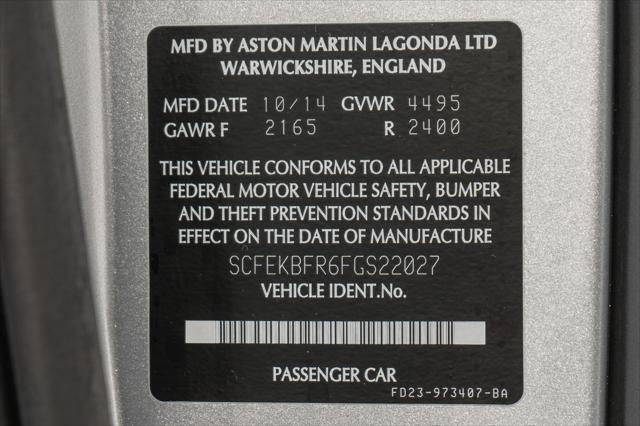 MFD BY ASTON MARTIN LAGONDA LTD
WARWICKSHIRE, ENGLAND
MFD DATE 10/14 GVWR 4495
GAWR F 2165 R 2400
THIS VEHICLE CONFORMS TO ALL APPLICABLE
FEDERAL MOTOR VEHICLE SAFETY, BUMPER
AND THEFT PREVENTION STANDARDS IN
EFFECT ON THE DATE OF MANUFACTURE
SCFEKBFR6FGS22027
VEHICLE IDENT.No.
PASSENGER CAR
FD23-973407-BA